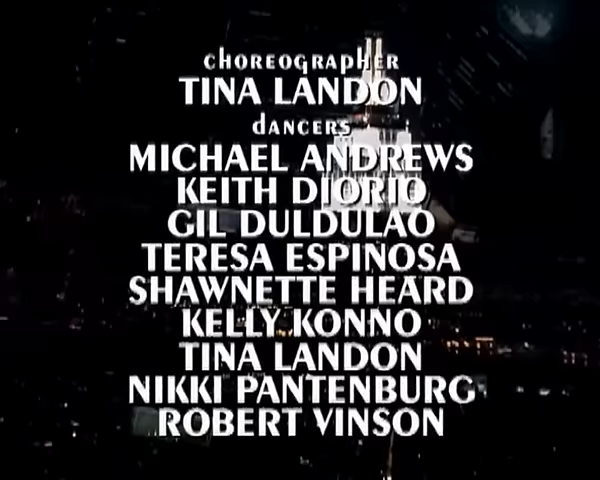 chOREOGRAphER
TINA LANDON
dANCERS
MICHAEL ANDREWS
KEITH DIORIO
GIL DULDULAO
TERESA ESPINOSA
SHAWNETTE HEARD
KELLY KONNO
TINA LANDON
NIKKI PANTENBURG
ROBERT VINSON